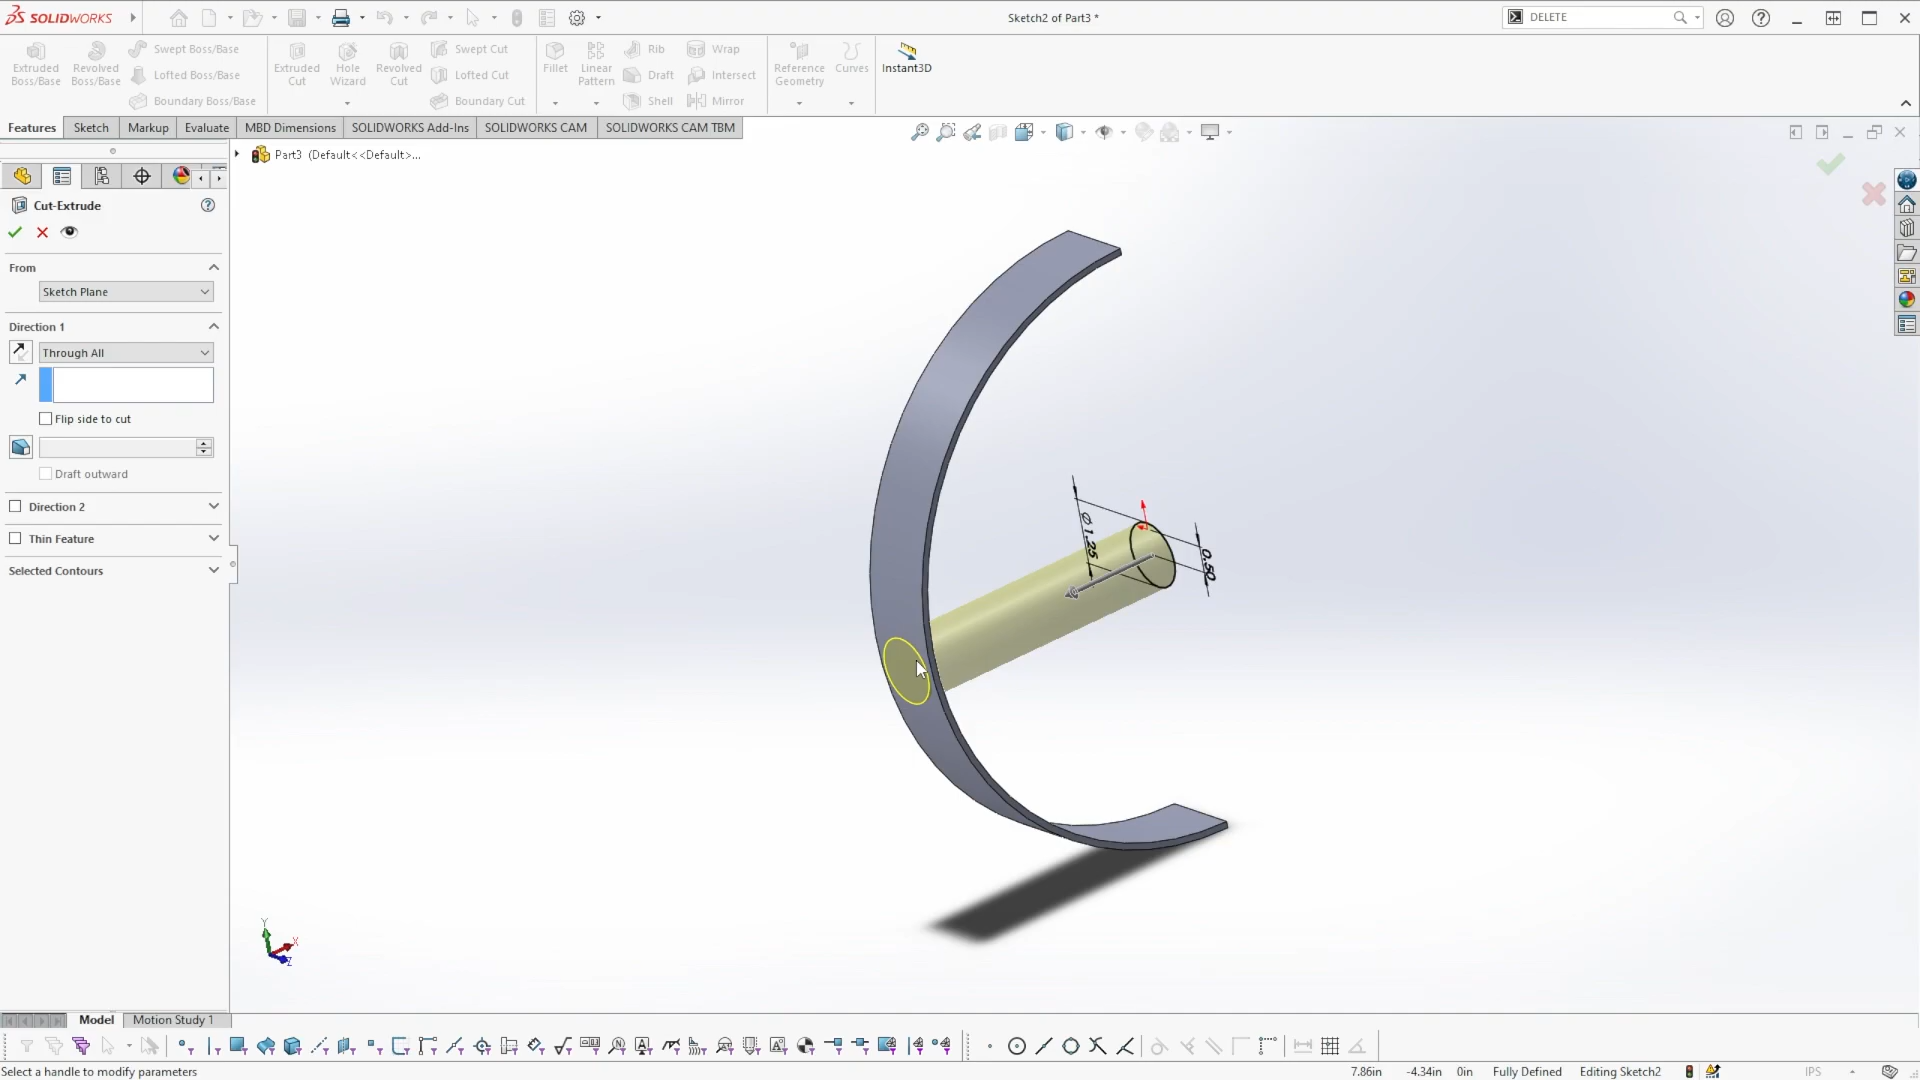 SOLIDWORKS
Sketch2 of Part3 *
DELETE
Extruded Boss/Base
Revolved Boss/Base
Swept Boss/Base
Lofted Boss/Base
Boundary Boss/Base
Extruded Cut
Hole Wizard
Revolved Cut
Swept Cut
Lofted Cut
Boundary Cut
Fillet
Linear Pattern
Rib
Draft
Shell
Wrap
Intersect
Mirror
Reference Geometry
Curves
Instant3D
Features
Sketch
Markup
Evaluate
MBD Dimensions
SOLIDWORKS Add-Ins
SOLIDWORKS CAM
SOLIDWORKS CAM TBM
Part3 (Default<<Default>...
Cut-Extrude
From
Sketch Plane
Direction 1
Through All
Flip side to cut
Draft outward
Direction 2
Thin Feature
Selected Contours
Ø1.25
0.50
Y
X
Z
Model
Motion Study 1
Select a handle to modify parameters
7.86in
-4.34in
0in
Fully Defined
Editing Sketch2
IPS